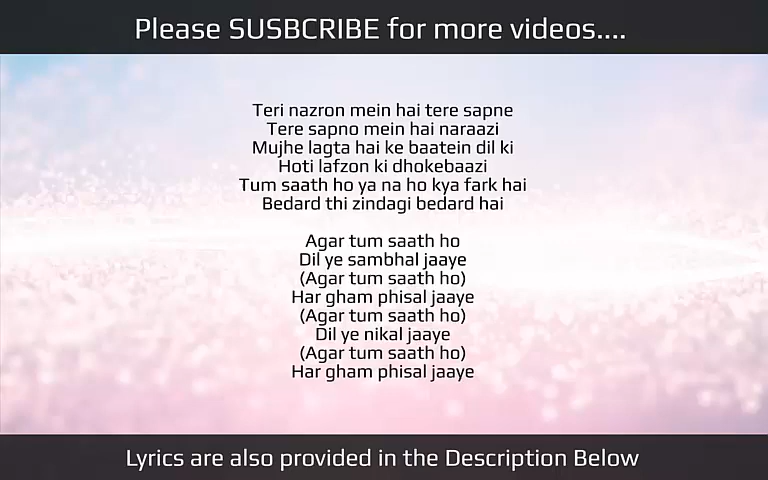 Please SUSBCRIBE for more videos....
Teri nazron mein hai tere sapne
Tere sapno mein hai naraazi
Mujhe lagta hai ke baatein dil ki
Hoti lafzon ki dhokebaazi
Tum saath ho ya na ho kya fark hai
Bedard thi zindagi bedard hai
Agar tum saath ho
Dil ye sambhal jaaye
(Agar tum saath ho)
Har gham phisal jaaye
(Agar tum saath ho)
Dil ye nikal jaaye
(Agar tum saath ho)
Har gham phisal jaaye
Lyrics are also provided in the Description Below